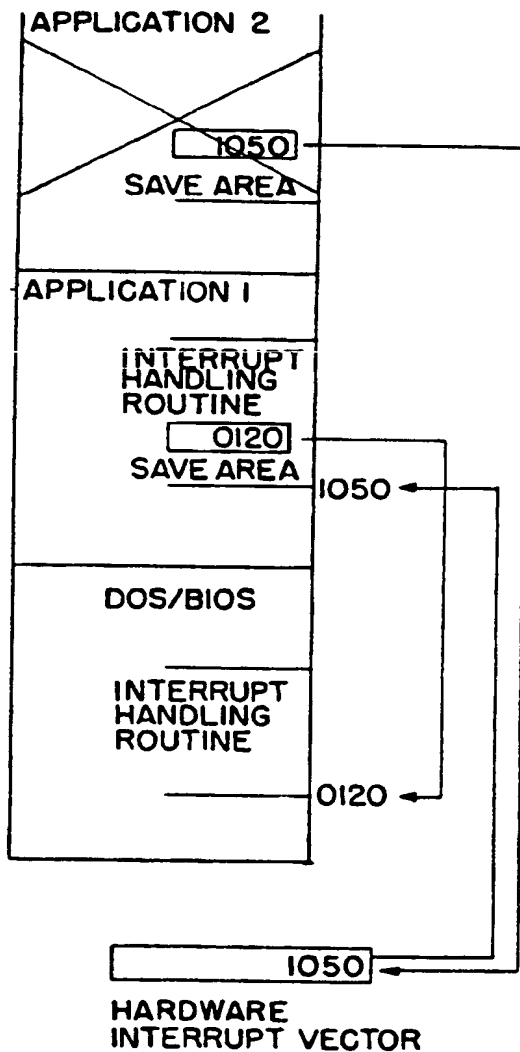 APPLICATION 2
1050
SAVE AREA
APPLICATION 1
INTERRUPT
HANDLING
ROUTINE
0120
SAVE AREA
1050
DOS/BIOS
INTERRUPT
HANDLING
ROUTINE
0120
1050
HARDWARE
INTERRUPT VECTOR